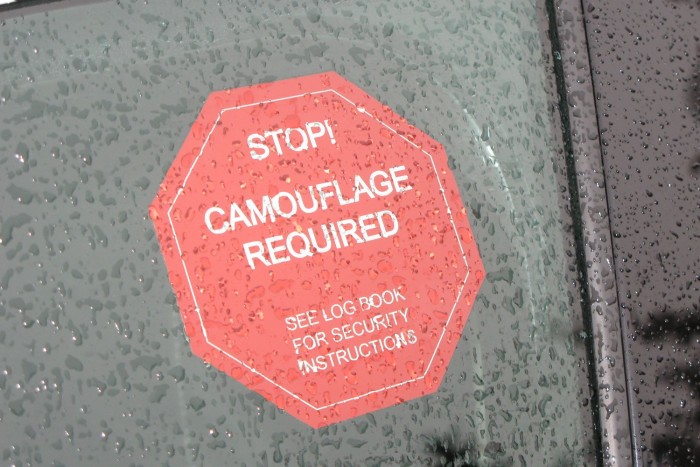 STOP!
CAMOUFLAGE
REQUIRED
SEE LOG BOOK
FOR SECURITY
INSTRUCTIONS